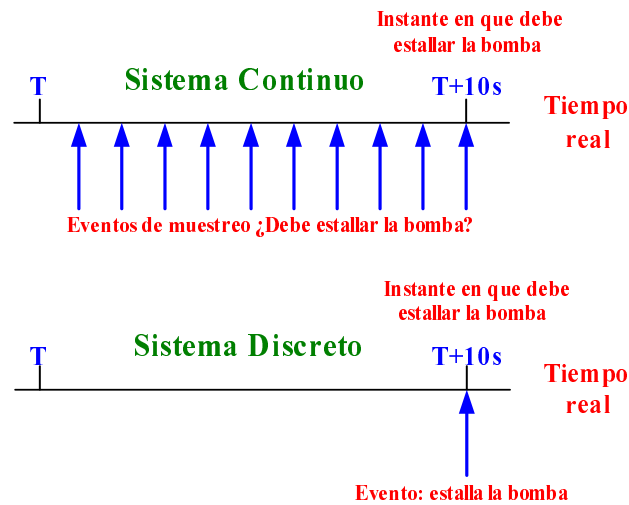 Instante en que debe
estallar la bomba
T
Sistema Continuo
T+10s
Tiempo
real
Eventos de muestreo ¿Debe estallar la bomba?
Instante en que debe
estallar la bomba
T
Sistema Discreto
T+10s
Tiempo
real
Evento: estalla la bomba